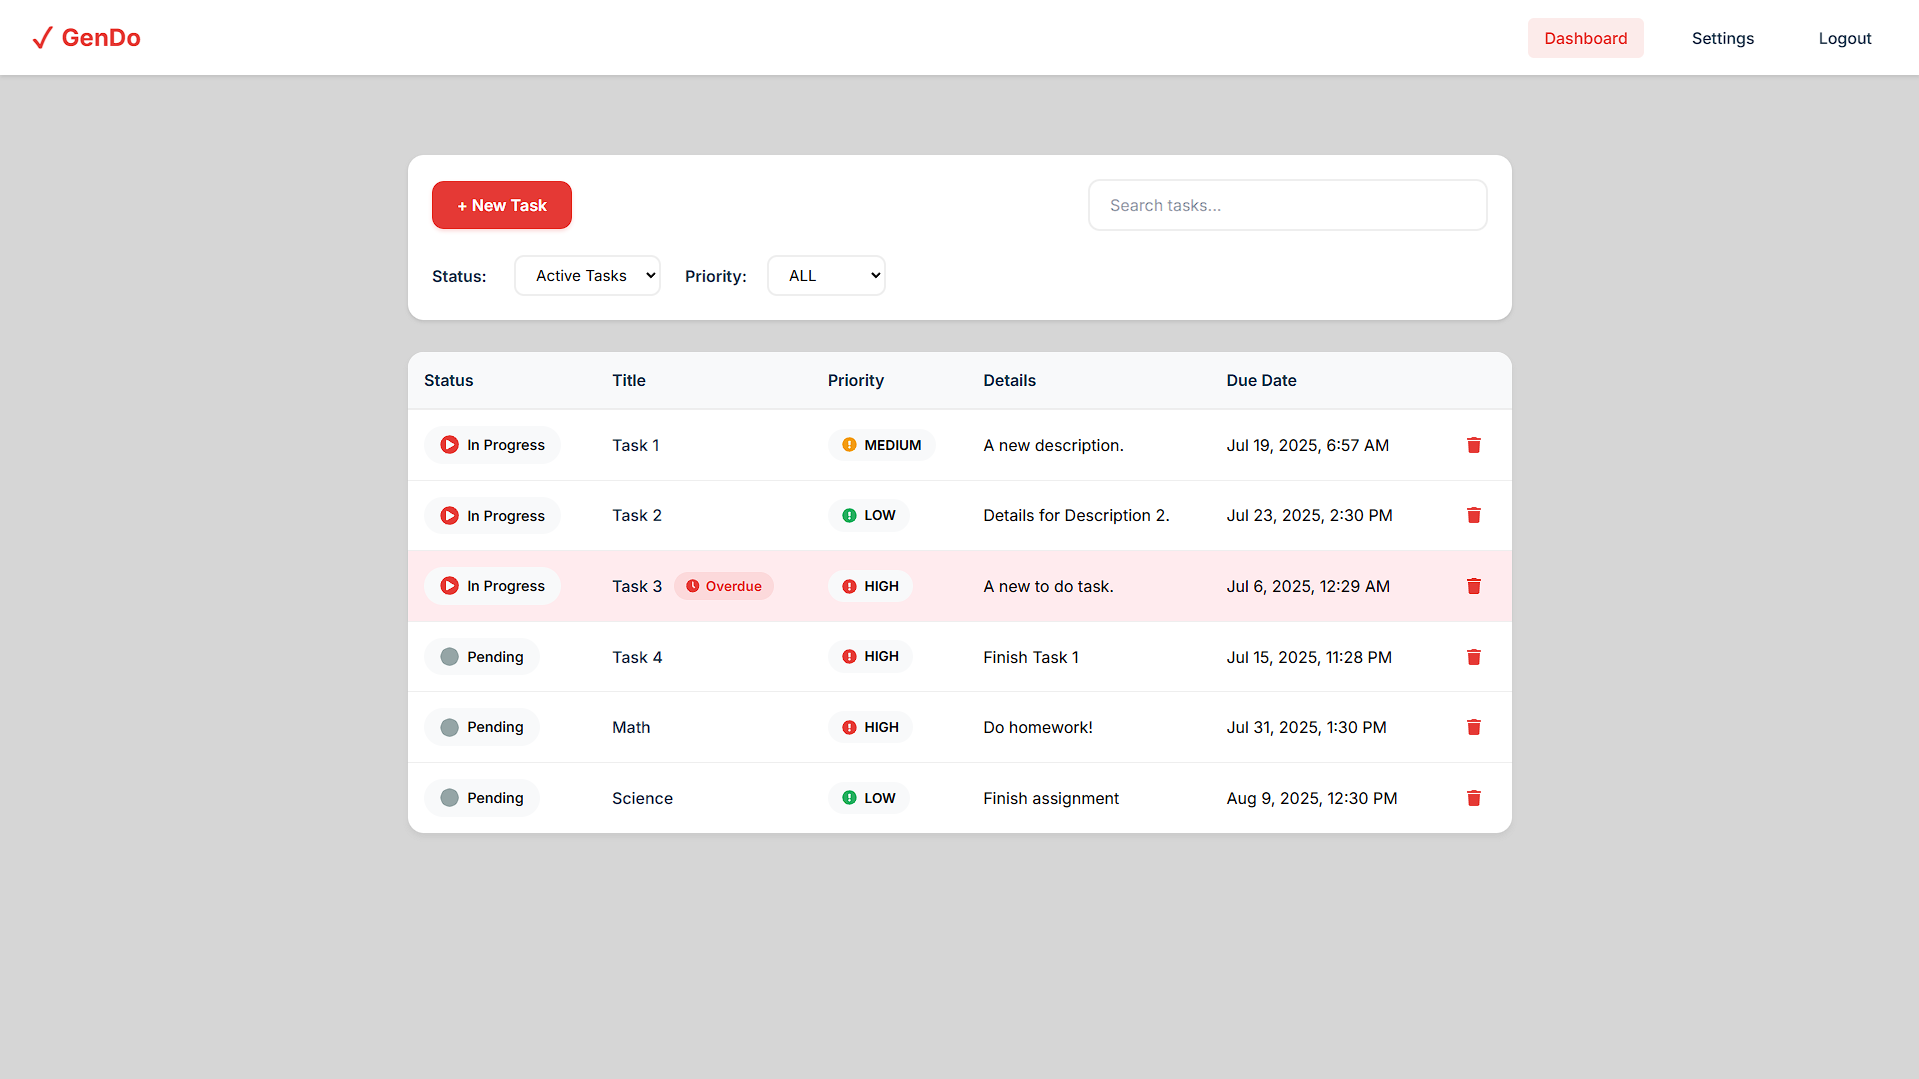 GenDo
Dashboard Settings Logout
+ New Task
Search tasks...
Status: Active Tasks Priority: ALL
Status Title Priority Details Due Date
In Progress Task 1 MEDIUM A new description. Jul 19, 2025, 6:57 AM
In Progress Task 2 LOW Details for Description 2. Jul 23, 2025, 2:30 PM
In Progress Task 3 Overdue HIGH A new to do task. Jul 6, 2025, 12:29 AM
Pending Task 4 HIGH Finish Task 1 Jul 15, 2025, 11:28 PM
Pending Math HIGH Do homework! Jul 31, 2025, 1:30 PM
Pending Science LOW Finish assignment Aug 9, 2025, 12:30 PM